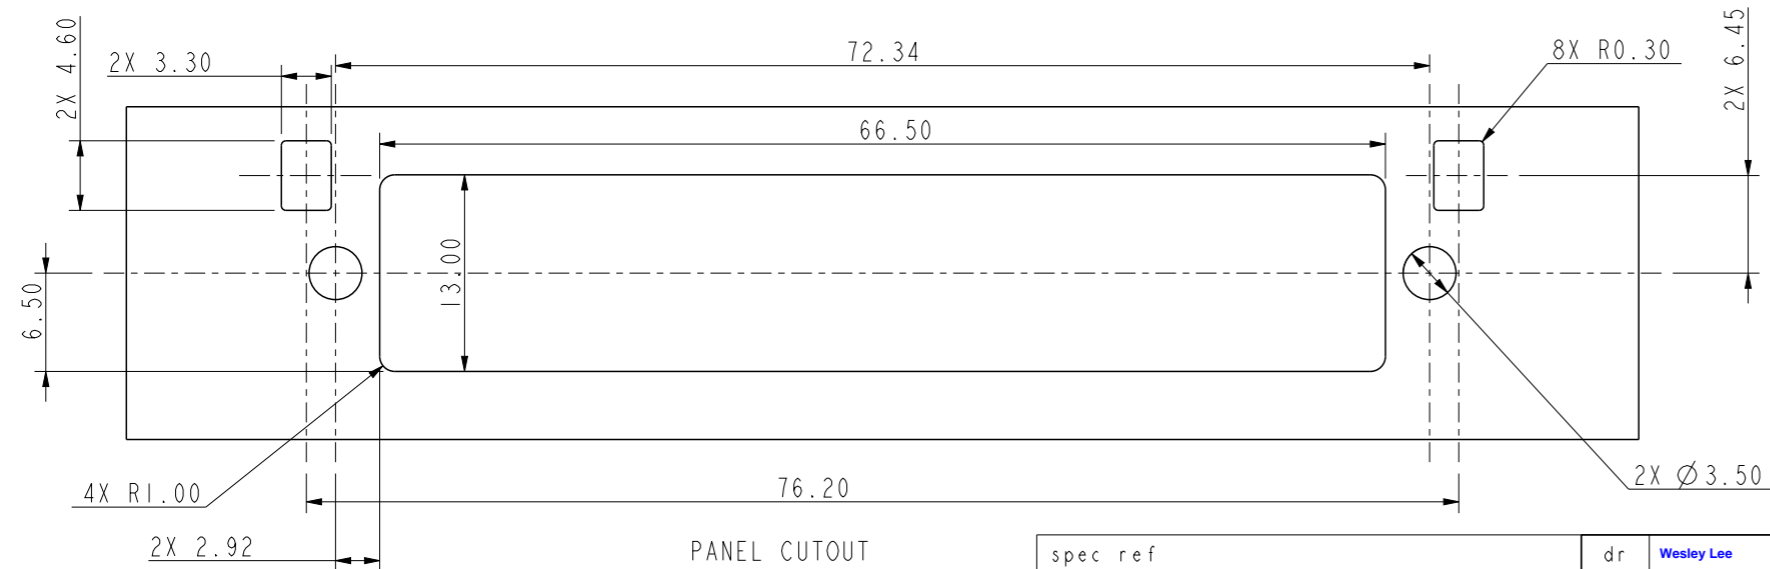 2X 4.60
2X 3.30
72.34
8X R0.30
2X 6.45
66.50
13.00
6.50
4X R1.00
76.20
2X Ø3.50
2X 2.92
PANEL CUTOUT
spec ref
dr
Wesley Lee